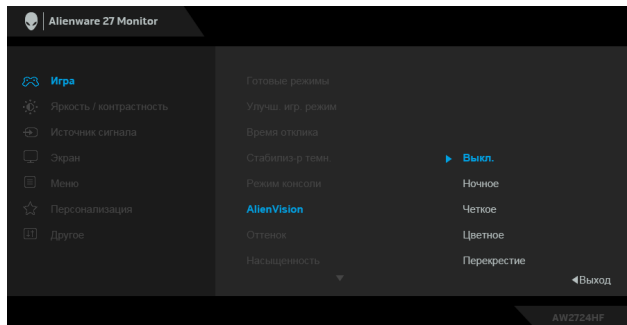 Alienware 27 Monitor
Игра
Яркость / контрастность
Источник сигнала
Экран
Меню
Персонализация
Другое
Готовые режимы
Улучш. игр. режим
Время отклика
Стабилиз-р темн.
Режим консоли
AlienVision
Оттенок
Насыщенность
Выкл.
Ночное
Четкое
Цветное
Перекрестие
Выход
AW2724HF